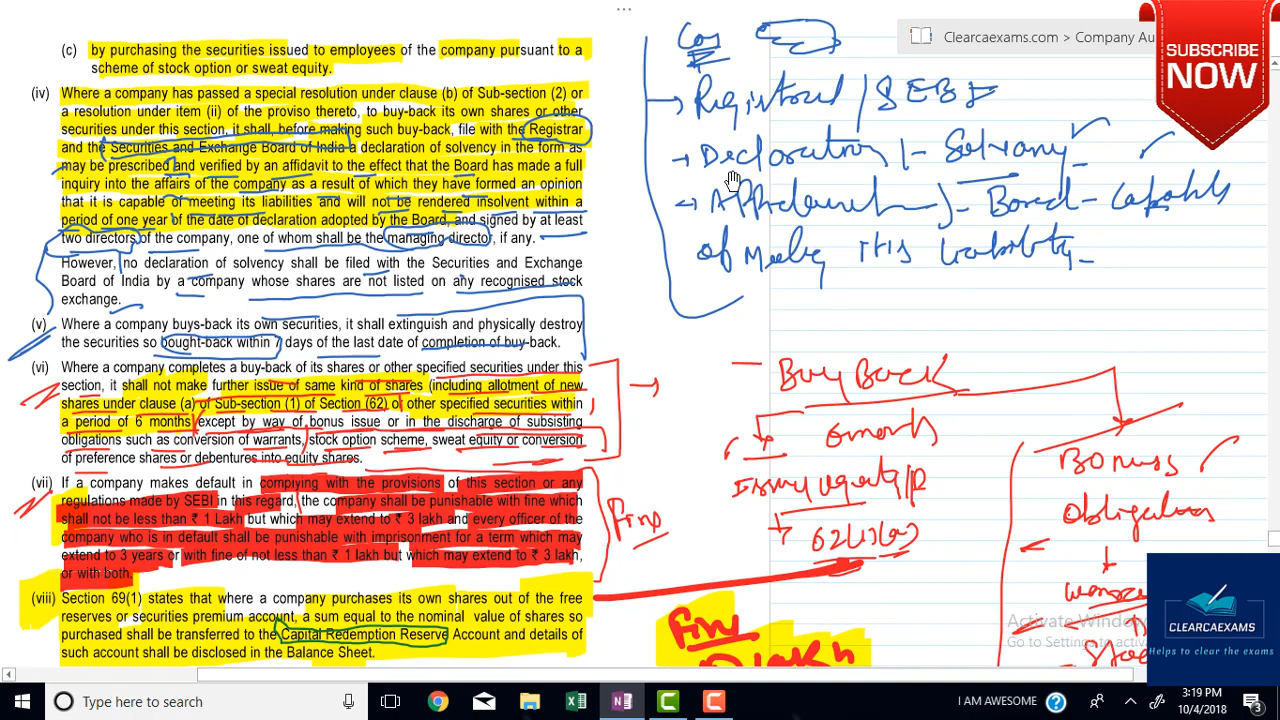 (c) by purchasing the securities issued to employees of the company pursuant to a
scheme of stock option or sweat equity.
(iv) Where a company has passed a special resolution under clause (b) of Sub-section (2) or
a resolution under item (ii) of the proviso thereto, to buy-back its own shares or other
securities under this section, it shall, before making such buy-back, file with the Registrar
and the Securities and Exchange Board of India a declaration of solvency in the form as
may be prescribed and verified by an affidavit to the effect that the Board has made a full
inquiry into the affairs of the company as a result of which they have formed an opinion
that it is capable of meeting its liabilities and will not be rendered insolvent within a
period of one year of the date of declaration adopted by the Board, and signed by at least
two directors of the company, one of whom shall be the managing director, if any.
However, no declaration of solvency shall be filed with the Securities and Exchange
Board of India by a company whose shares are not listed on any recognised stock
exchange.
(v) Where a company buys-back its own securities, it shall extinguish and physically destroy
the securities so bought-back within 7 days of the last date of completion of buy-back.
(vi) Where a company completes a buy-back of its shares or other specified securities under this
section, it shall not make further issue of same kind of shares (including allotment of new
shares under clause (a) of Sub-section (1) of Section (62) or other specified securities within
a period of 6 months except by way of bonus issue or in the discharge of subsisting
obligations such as conversion of warrants, stock option scheme, sweat equity or conversion
of preference shares or debentures into equity shares.
(vii) If a company makes default in complying with the provisions of this section or any
regulations made by SEBI in this regard, the company shall be punishable with fine which
shall not be less than ₹ 1 Lakh but which may extend to ₹ 3 lakh and every officer of the
company who is in default shall be punishable with imprisonment for a term which may
extend to 3 years or with fine of not less than ₹ 1 lakh but which may extend to ₹ 3 lakh,
or with both.
(viii) Section 69(1) states that where a company purchases its own shares out of the free
reserves or securities premium account, a sum equal to the nominal value of shares so
purchased shall be transferred to the Capital Redemption Reserve Account and details of
such account shall be disclosed in the Balance Sheet.
Fine
Clearcaexams.com > Company Au
SUBSCRIBE
NOW
SEBI
Declaration
Board
of
its liability
Buy Back
6 month
62(1)(a)
Bonus
obligation
Fine
Activate Windows
Go to Settings to activ
CLEARCAEXAMS
Helps to clear the exams
Type here to search
I AM AWESOME
3:19 PM
10/4/2018
3